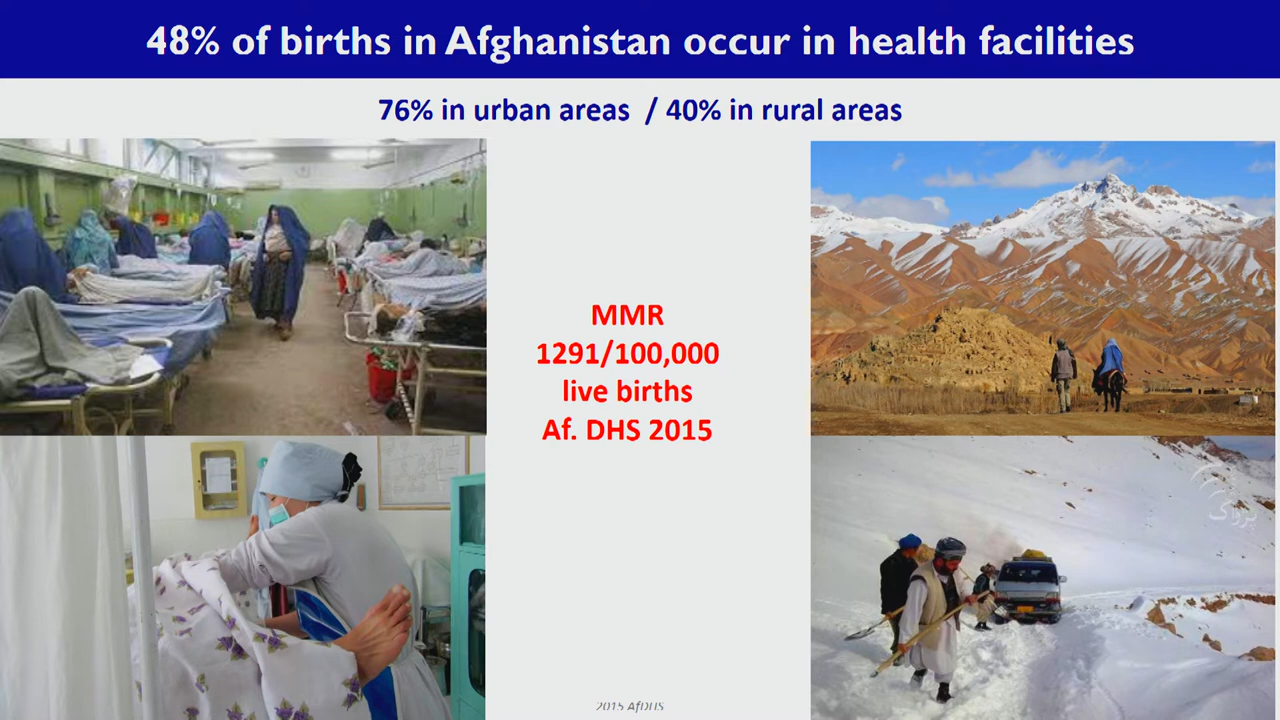 48% of births in Afghanistan occur in health facilities
76% in urban areas / 40% in rural areas
MMR
1291/100,000
live births
Af. DHS 2015
2015 AfDHS